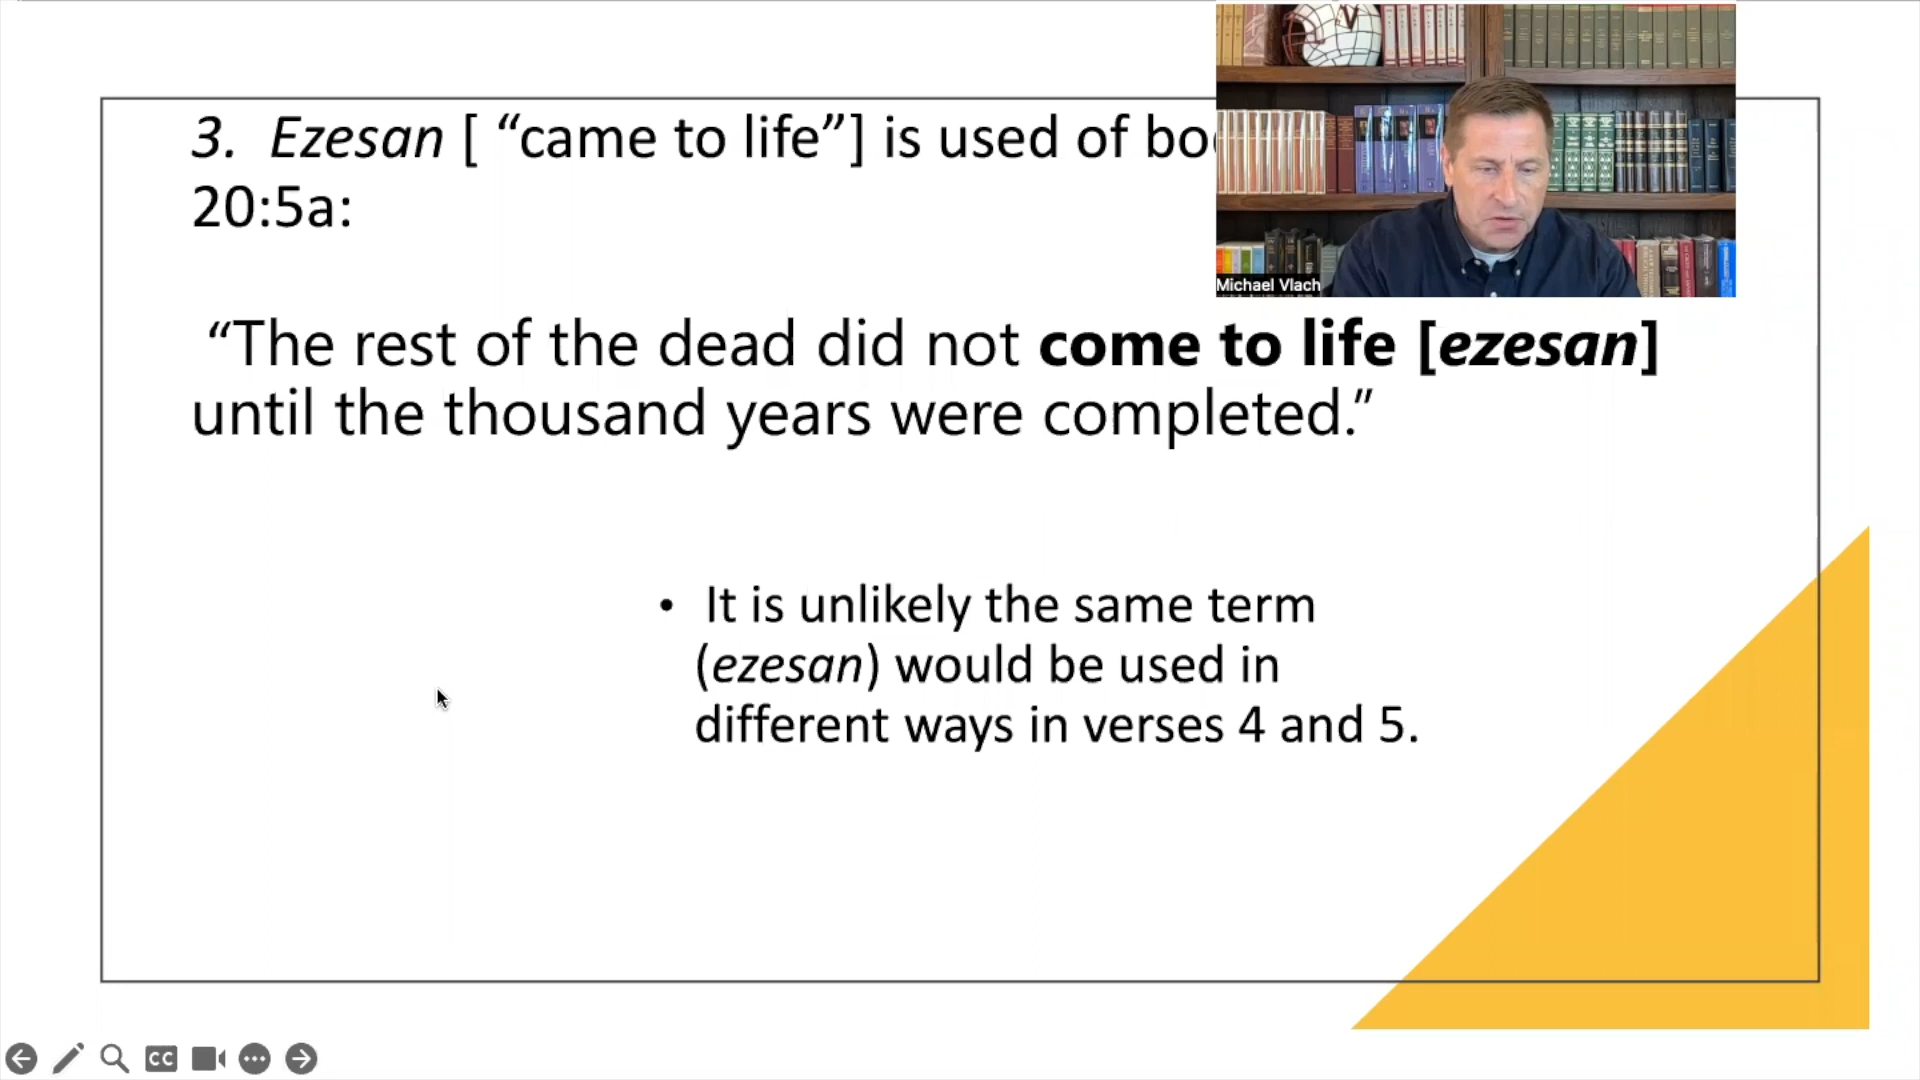 3. Ezesan [ “came to life”] is used of
20:5a:
Michael Vlach
“The rest of the dead did not come to life [ezesan]
until the thousand years were completed.”
• It is unlikely the same term
(ezesan) would be used in
different ways in verses 4 and 5.
CC